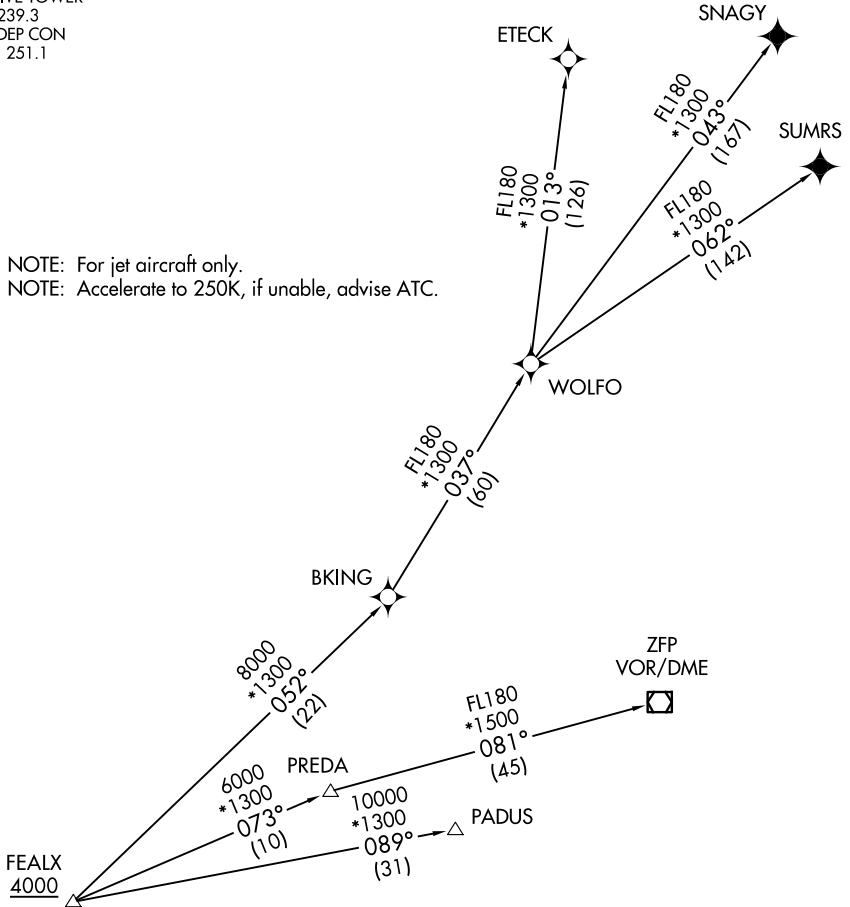 239.3
DEP CON
251.1
SNAGY
ETECK
FL180
*1300
043°
(167)
SUMRS
FL180
*1300
013°
(126)
FL180
*1300
062°
(142)
NOTE: For jet aircraft only.
NOTE: Accelerate to 250K, if unable, advise ATC.
WOLFO
FL180
*1300
037°
(60)
BKING
8000
*1300
052°
(22)
ZFP
VOR/DME
FL180
*1500
081°
(45)
PREDA
6000
*1300
073°
(10)
10000
*1300
089°
(31)
PADUS
FEALX
4000